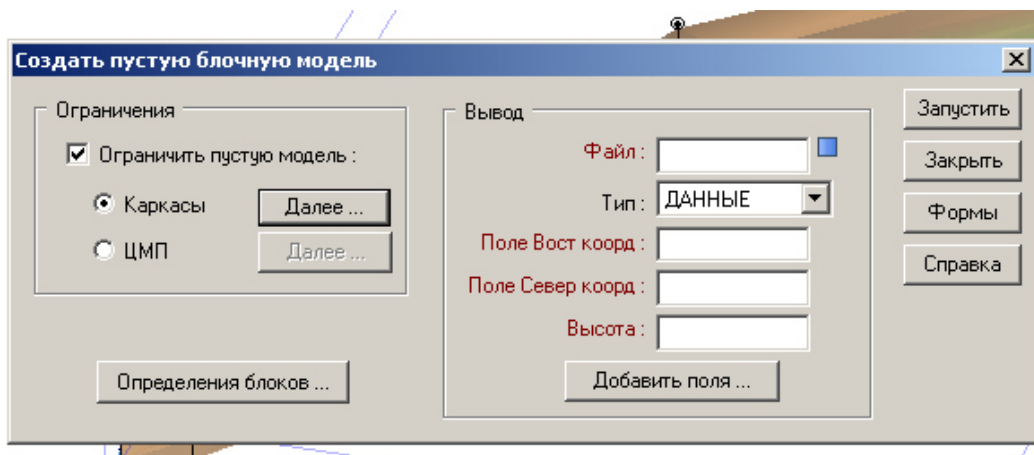 Создать пустую блочную модель
Ограничения
Ограничить пустую модель :
Каркасы
Далее ...
ЦМП
Далее ...
Определения блоков ...
Вывод
Файл :
Тип : ДАННЫЕ
Поле Вост коорд :
Поле Север коорд :
Высота :
Добавить поля ...
Запустить
Закрыть
Формы
Справка